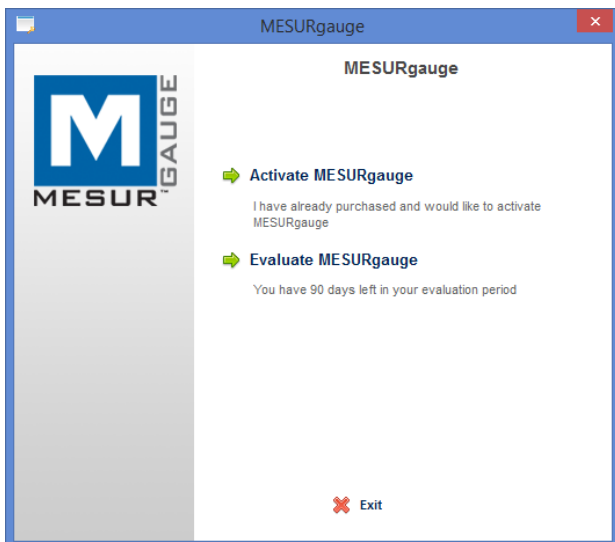 MESURgauge
MESURgauge
M
GAUGE
MESUR™
Activate MESURgauge
I have already purchased and would like to activate
MESURgauge
Evaluate MESURgauge
You have 90 days left in your evaluation period
Exit